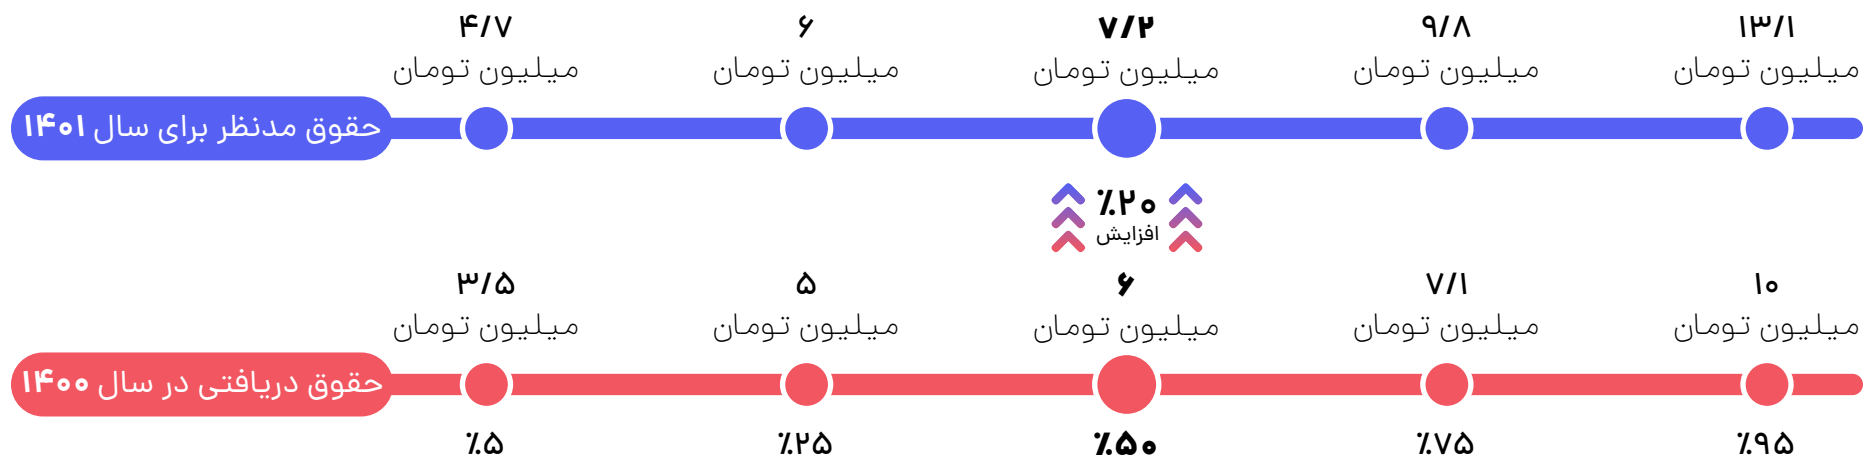 ۴/۷
میلیون تومان
۶
میلیون تومان
۷/۲
میلیون تومان
۹/۸
میلیون تومان
۱۳/۱
میلیون تومان
حقوق مدنظر برای سال ۱۴۰۱
٪۲۰
افزایش
۳/۵
میلیون تومان
۵
میلیون تومان
۶
میلیون تومان
۷/۱
میلیون تومان
۱۰
میلیون تومان
حقوق دریافتی در سال ۱۴۰۰
٪۵
٪۲۵
٪۵۰
٪۷۵
٪۹۵